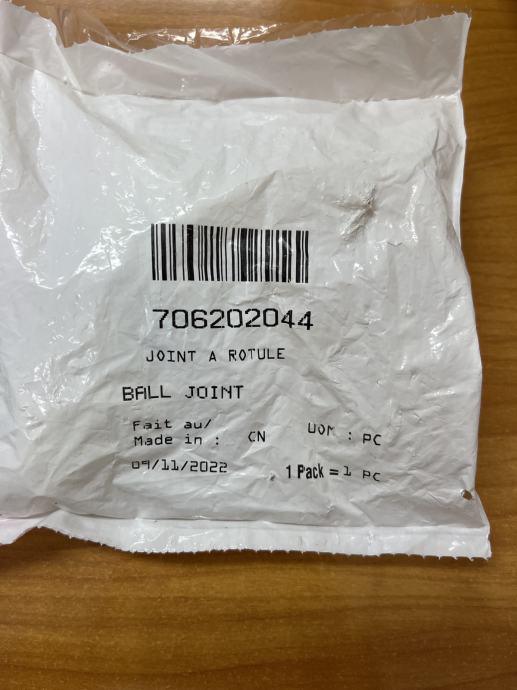 706202044
JOINT A ROTULE
BALL JOINT
Fait au/
Made in : CN UOM : PC
09/11/2022 1 Pack = 1 PC